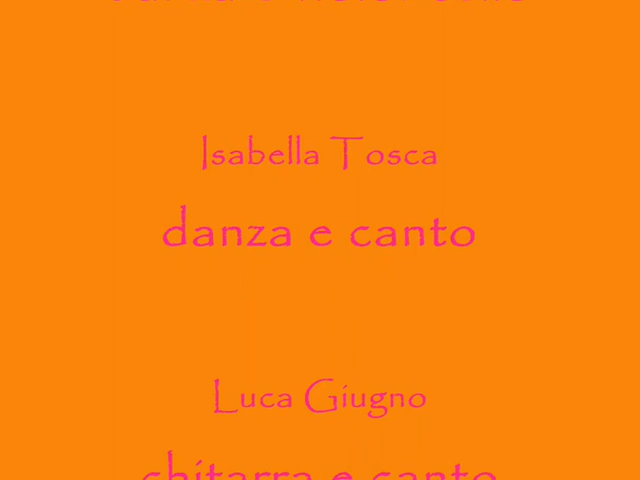 Isabella Tosca
danza e canto
Luca Giugno
chitarra e canto